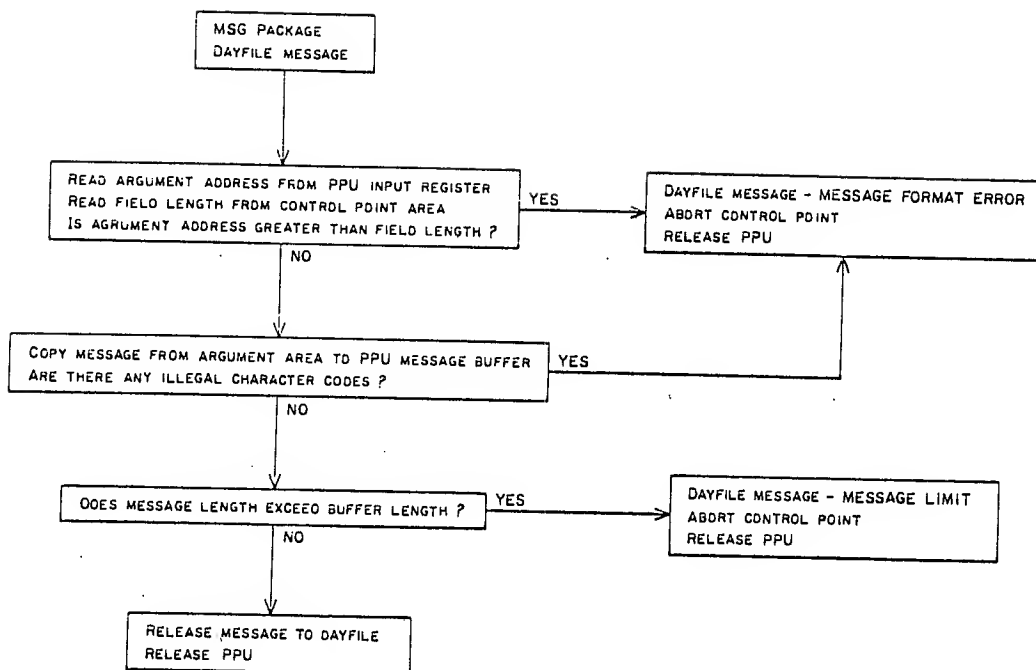 MSG PACKAGE
DAYFILE MESSAGE
READ ARGUMENT ADDRESS FROM PPU INPUT REGISTER
READ FIELD LENGTH FROM CONTROL POINT AREA
IS AGRUMENT ADDRESS GREATER THAN FIELD LENGTH ?
YES
DAYFILE MESSAGE - MESSAGE FORMAT ERROR
ABORT CONTROL POINT
RELEASE PPU
NO
COPY MESSAGE FROM ARGUMENT AREA TO PPU MESSAGE BUFFER
ARE THERE ANY ILLEGAL CHARACTER CODES ?
YES
NO
DOES MESSAGE LENGTH EXCEED BUFFER LENGTH ?
YES
DAYFILE MESSAGE - MESSAGE LIMIT
ABORT CONTROL POINT
RELEASE PPU
NO
RELEASE MESSAGE TO DAYFILE
RELEASE PPU